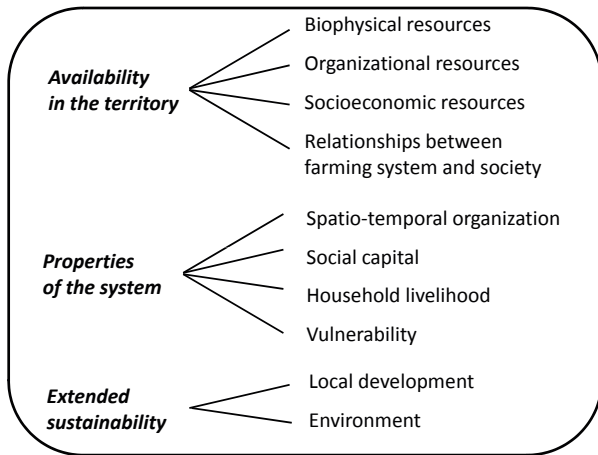 Availability
in the territory
Biophysical resources
Organizational resources
Socioeconomic resources
Relationships between
farming system and society
Properties
of the system
Spatio-temporal organization
Social capital
Household livelihood
Vulnerability
Extended
sustainability
Local development
Environment